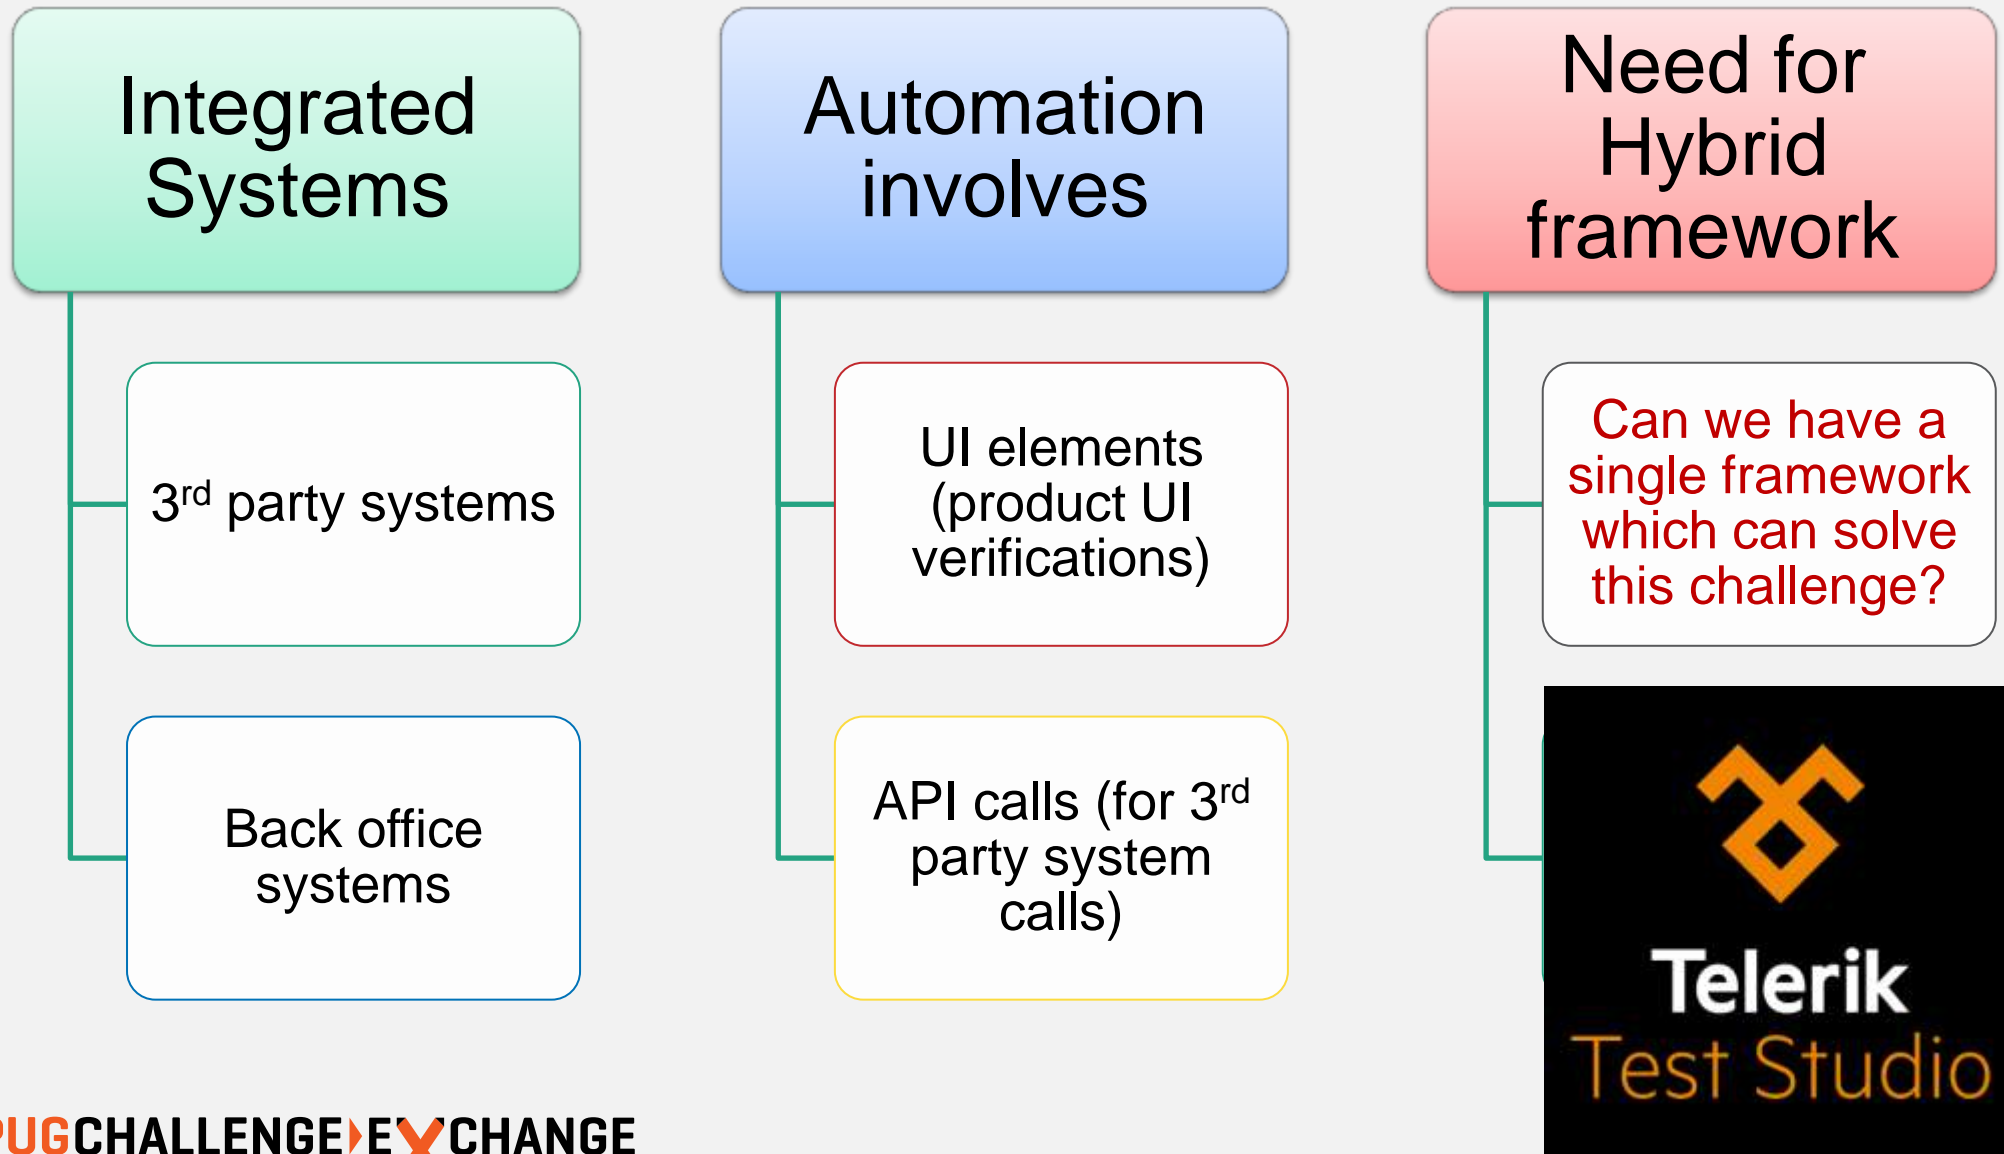 Integrated
Systems
3rd party systems
Back office
systems
Automation
involves
UI elements
(product UI
verifications)
API calls (for 3rd
party system
calls)
Need for
Hybrid
framework
Can we have a
single framework
which can solve
this challenge?
Telerik
Test Studio
PUGCHALLENGE EXCHANGE